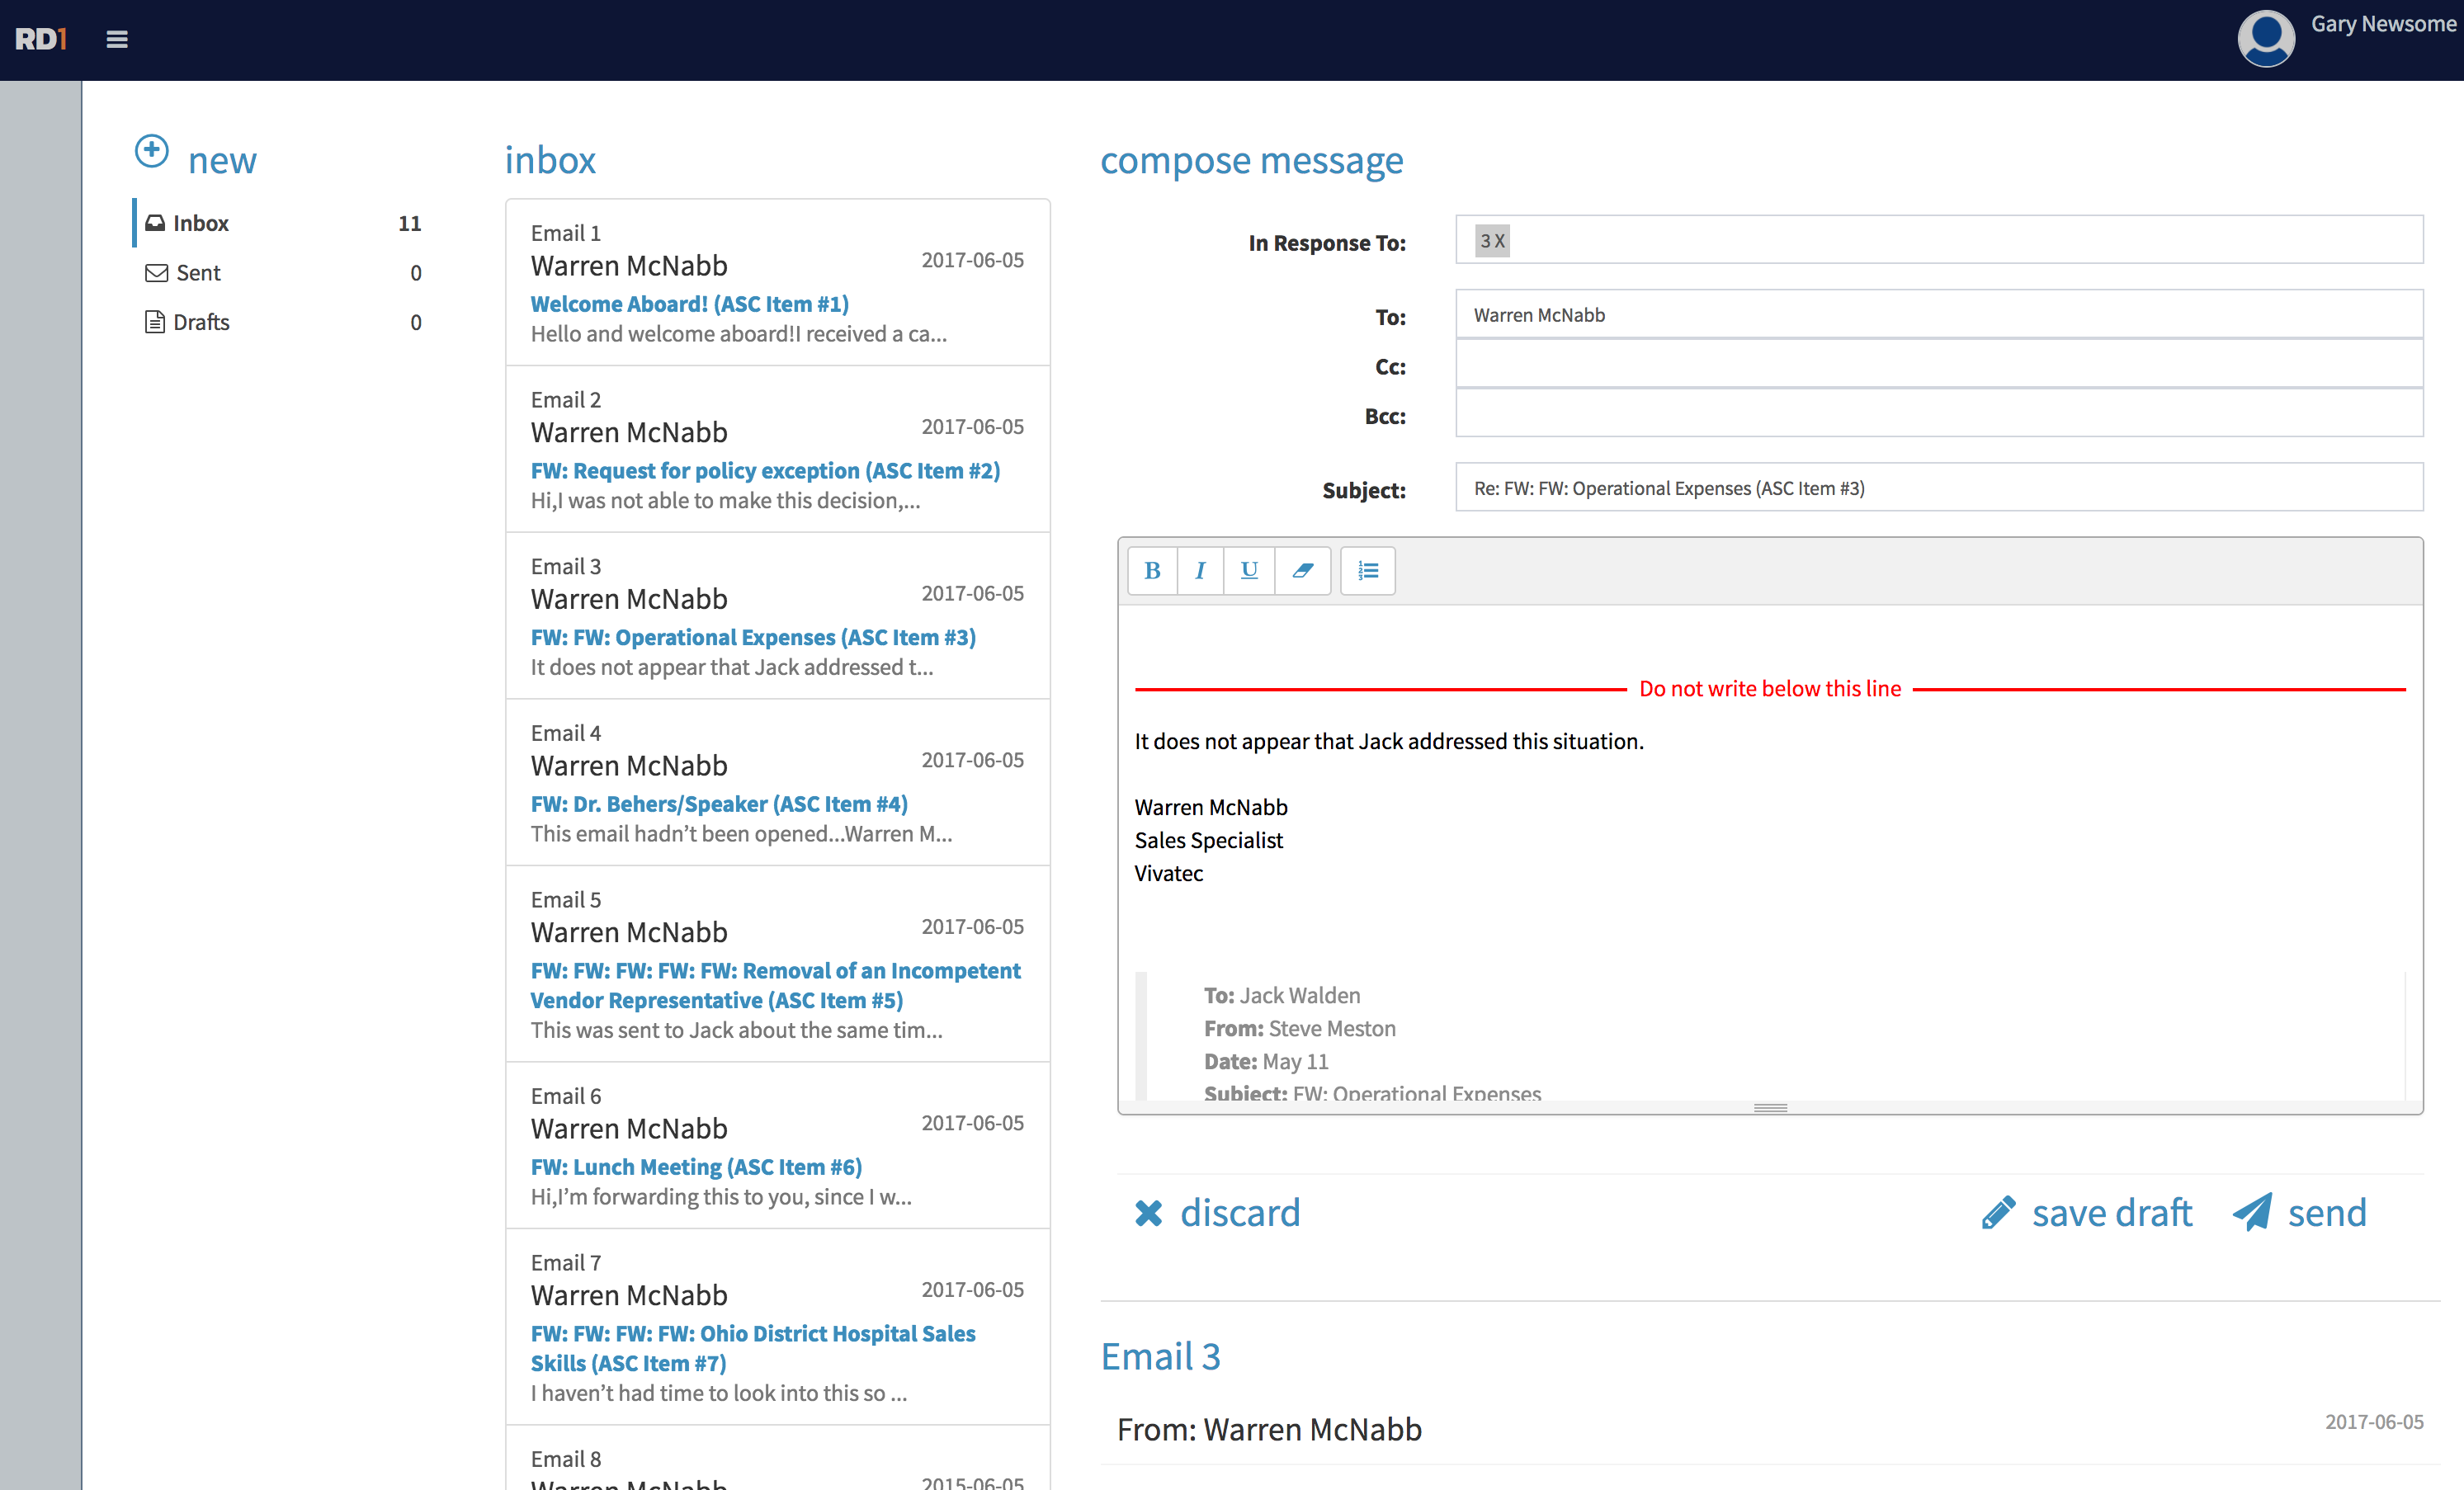 RD1
Gary Newsome
new
Inbox 11
Sent 0
Drafts 0
inbox
Email 1
Warren McNabb 2017-06-05
Welcome Aboard! (ASC Item #1)
Hello and welcome aboard!I received a ca...
Email 2
Warren McNabb 2017-06-05
FW: Request for policy exception (ASC Item #2)
Hi,I was not able to make this decision,...
Email 3
Warren McNabb 2017-06-05
FW: FW: Operational Expenses (ASC Item #3)
It does not appear that Jack addressed t...
Email 4
Warren McNabb 2017-06-05
FW: Dr. Behers/Speaker (ASC Item #4)
This email hadn’t been opened...Warren M...
Email 5
Warren McNabb 2017-06-05
FW: FW: FW: FW: FW: Removal of an Incompetent
Vendor Representative (ASC Item #5)
This was sent to Jack about the same tim...
Email 6
Warren McNabb 2017-06-05
FW: Lunch Meeting (ASC Item #6)
Hi,I’m forwarding this to you, since I w...
Email 7
Warren McNabb 2017-06-05
FW: FW: FW: FW: Ohio District Hospital Sales
Skills (ASC Item #7)
I haven’t had time to look into this so ...
Email 8
Warren McNabb 2015-06-05
compose message
In Response To: 3 X
To: Warren McNabb
Cc:
Bcc:
Subject: Re: FW: FW: Operational Expenses (ASC Item #3)
B I U
Do not write below this line
It does not appear that Jack addressed this situation.
Warren McNabb
Sales Specialist
Vivatec
To: Jack Walden
From: Steve Meston
Date: May 11
Subject: FW: Operational Expenses
discard
save draft
send
Email 3
From: Warren McNabb 2017-06-05